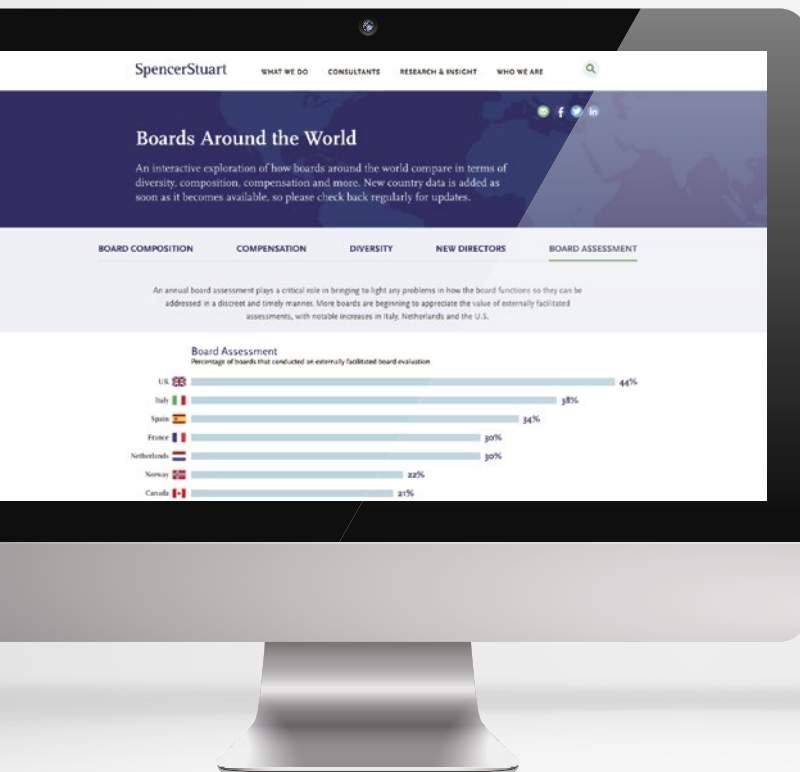 SpencerStuart WHAT WE DO CONSULTANTS RESEARCH & INSIGHT WHO WE ARE
Boards Around the World
An interactive exploration of how boards around the world compare in terms of
diversity, composition, compensation and more. New country data is added as
soon as it becomes available, so please check back regularly for updates.
BOARD COMPOSITION COMPENSATION DIVERSITY NEW DIRECTORS BOARD ASSESSMENT
An annual board assessment plays a critical role in bringing to light any problems in how the board functions so they can be
addressed in a discreet and timely manner. More boards are beginning to appreciate the value of externally facilitated
assessments, with notable increases in Italy, Netherlands and the U.S.
Board Assessment
Percentage of boards that conducted an externally facilitated board evaluation
UK 44%
Italy 38%
Spain 34%
France 30%
Netherlands 30%
Norway 22%
Canada 21%